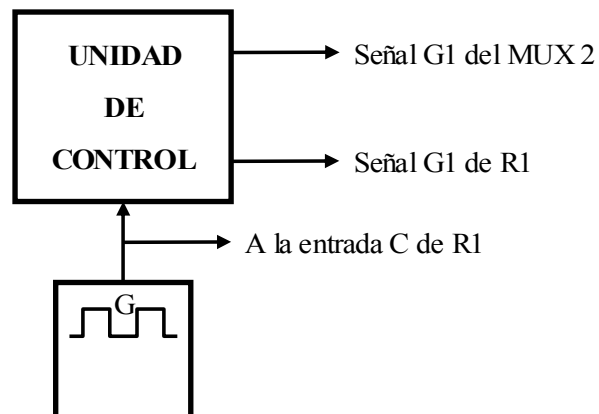 UNIDAD
DE
CONTROL
Señal G1 del MUX 2
Señal G1 de R1
A la entrada C de R1
G